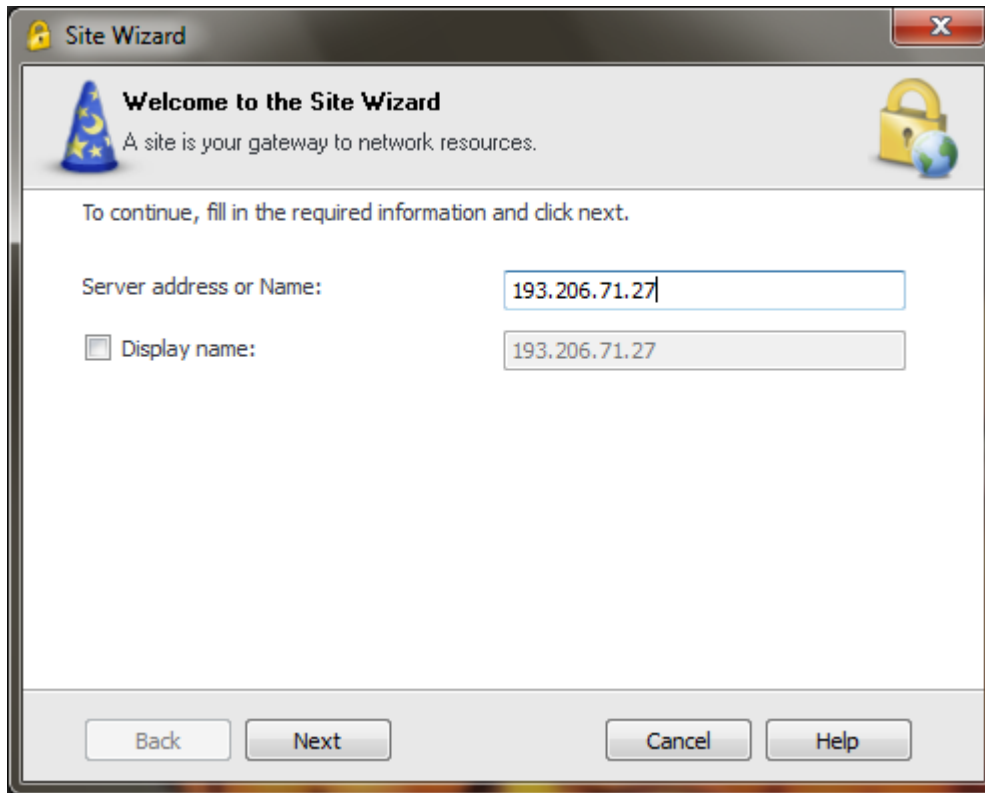 Site Wizard
Welcome to the Site Wizard
A site is your gateway to network resources.
To continue, fill in the required information and click next.
Server address or Name: 193.206.71.27
Display name: 193.206.71.27
Back Next Cancel Help